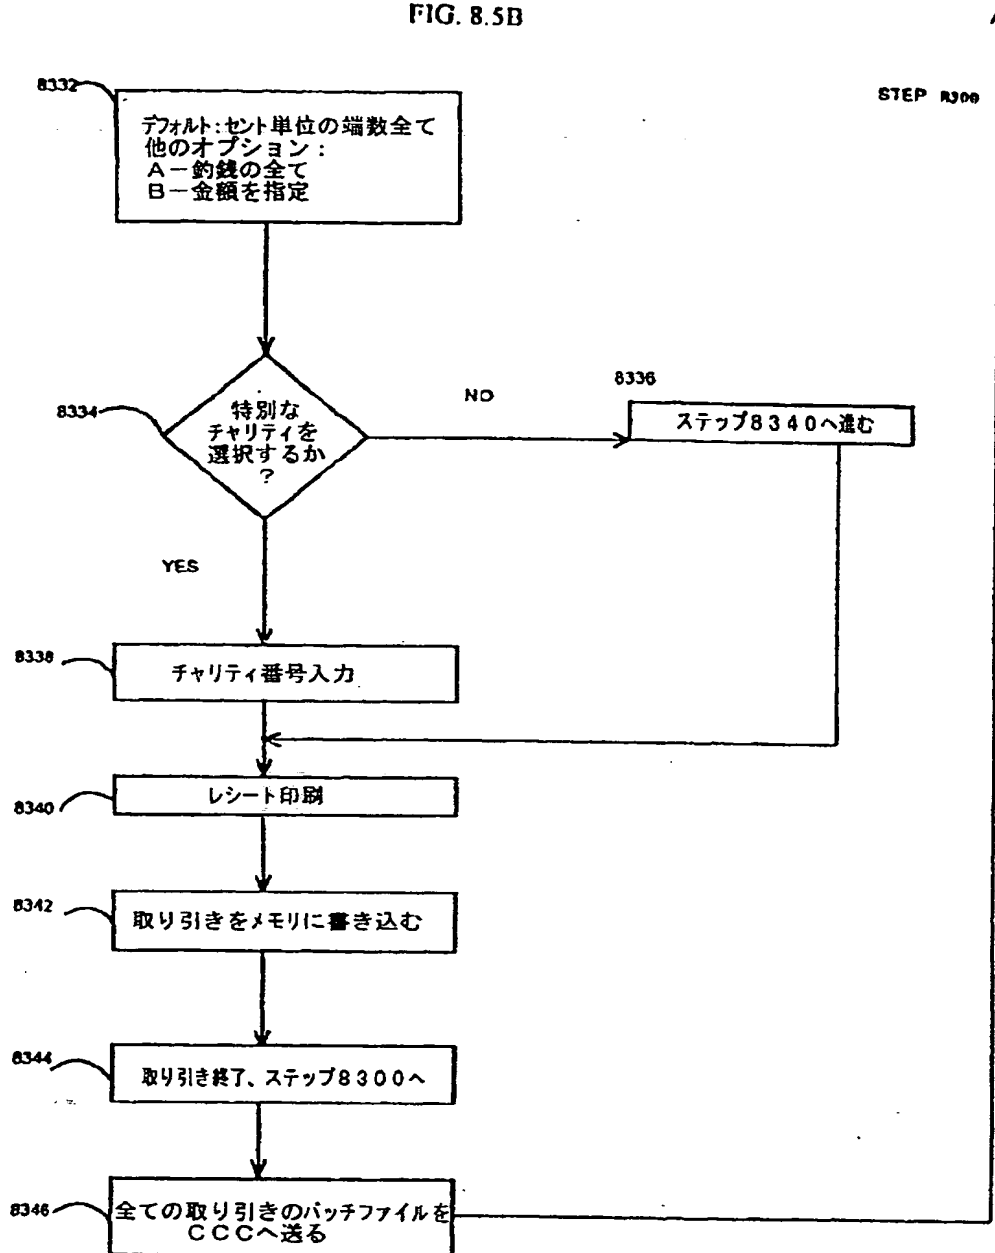 FIG. 8.5B
STEP 8300
8332
デフォルト:セント単位の端数全て
他のオプション:
A－釣銭の全て
B－金額を指定
8334
特別な
チャリティを
選択するか
?
NO
8336
ステップ8340へ進む
YES
8338
チャリティ番号入力
8340
レシート印刷
8342
取り引きをメモリに書き込む
8344
取り引き終了、ステップ8300へ
8346
全ての取り引きのバッチファイルを
CCCへ送る